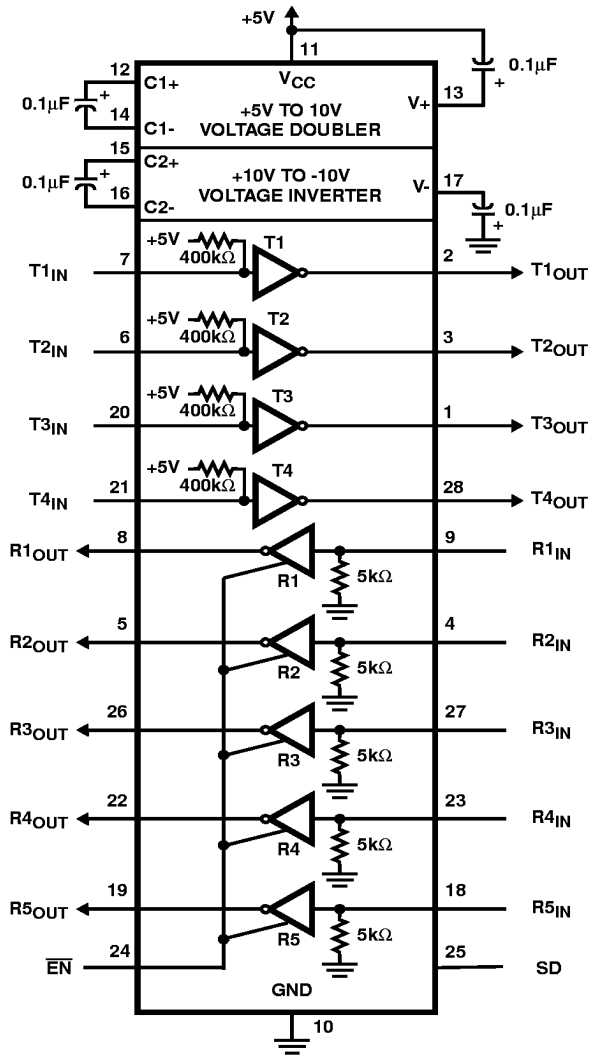 +5V
11
VCC
12
C1+
0.1µF
+
14
C1-
+5V TO 10V
VOLTAGE DOUBLER
V+
13
0.1µF
+
15
C2+
0.1µF
+
16
C2-
+10V TO -10V
VOLTAGE INVERTER
V-
17
0.1µF
+
T1IN
7
+5V
400kΩ
T1
2
T1OUT
T2IN
6
+5V
400kΩ
T2
3
T2OUT
T3IN
20
+5V
400kΩ
T3
1
T3OUT
T4IN
21
+5V
400kΩ
T4
28
T4OUT
R1OUT
8
R1
5kΩ
9
R1IN
R2OUT
5
R2
5kΩ
4
R2IN
R3OUT
26
R3
5kΩ
27
R3IN
R4OUT
22
R4
5kΩ
23
R4IN
R5OUT
19
R5
5kΩ
18
R5IN
E̅N̅
24
25
SD
GND
10